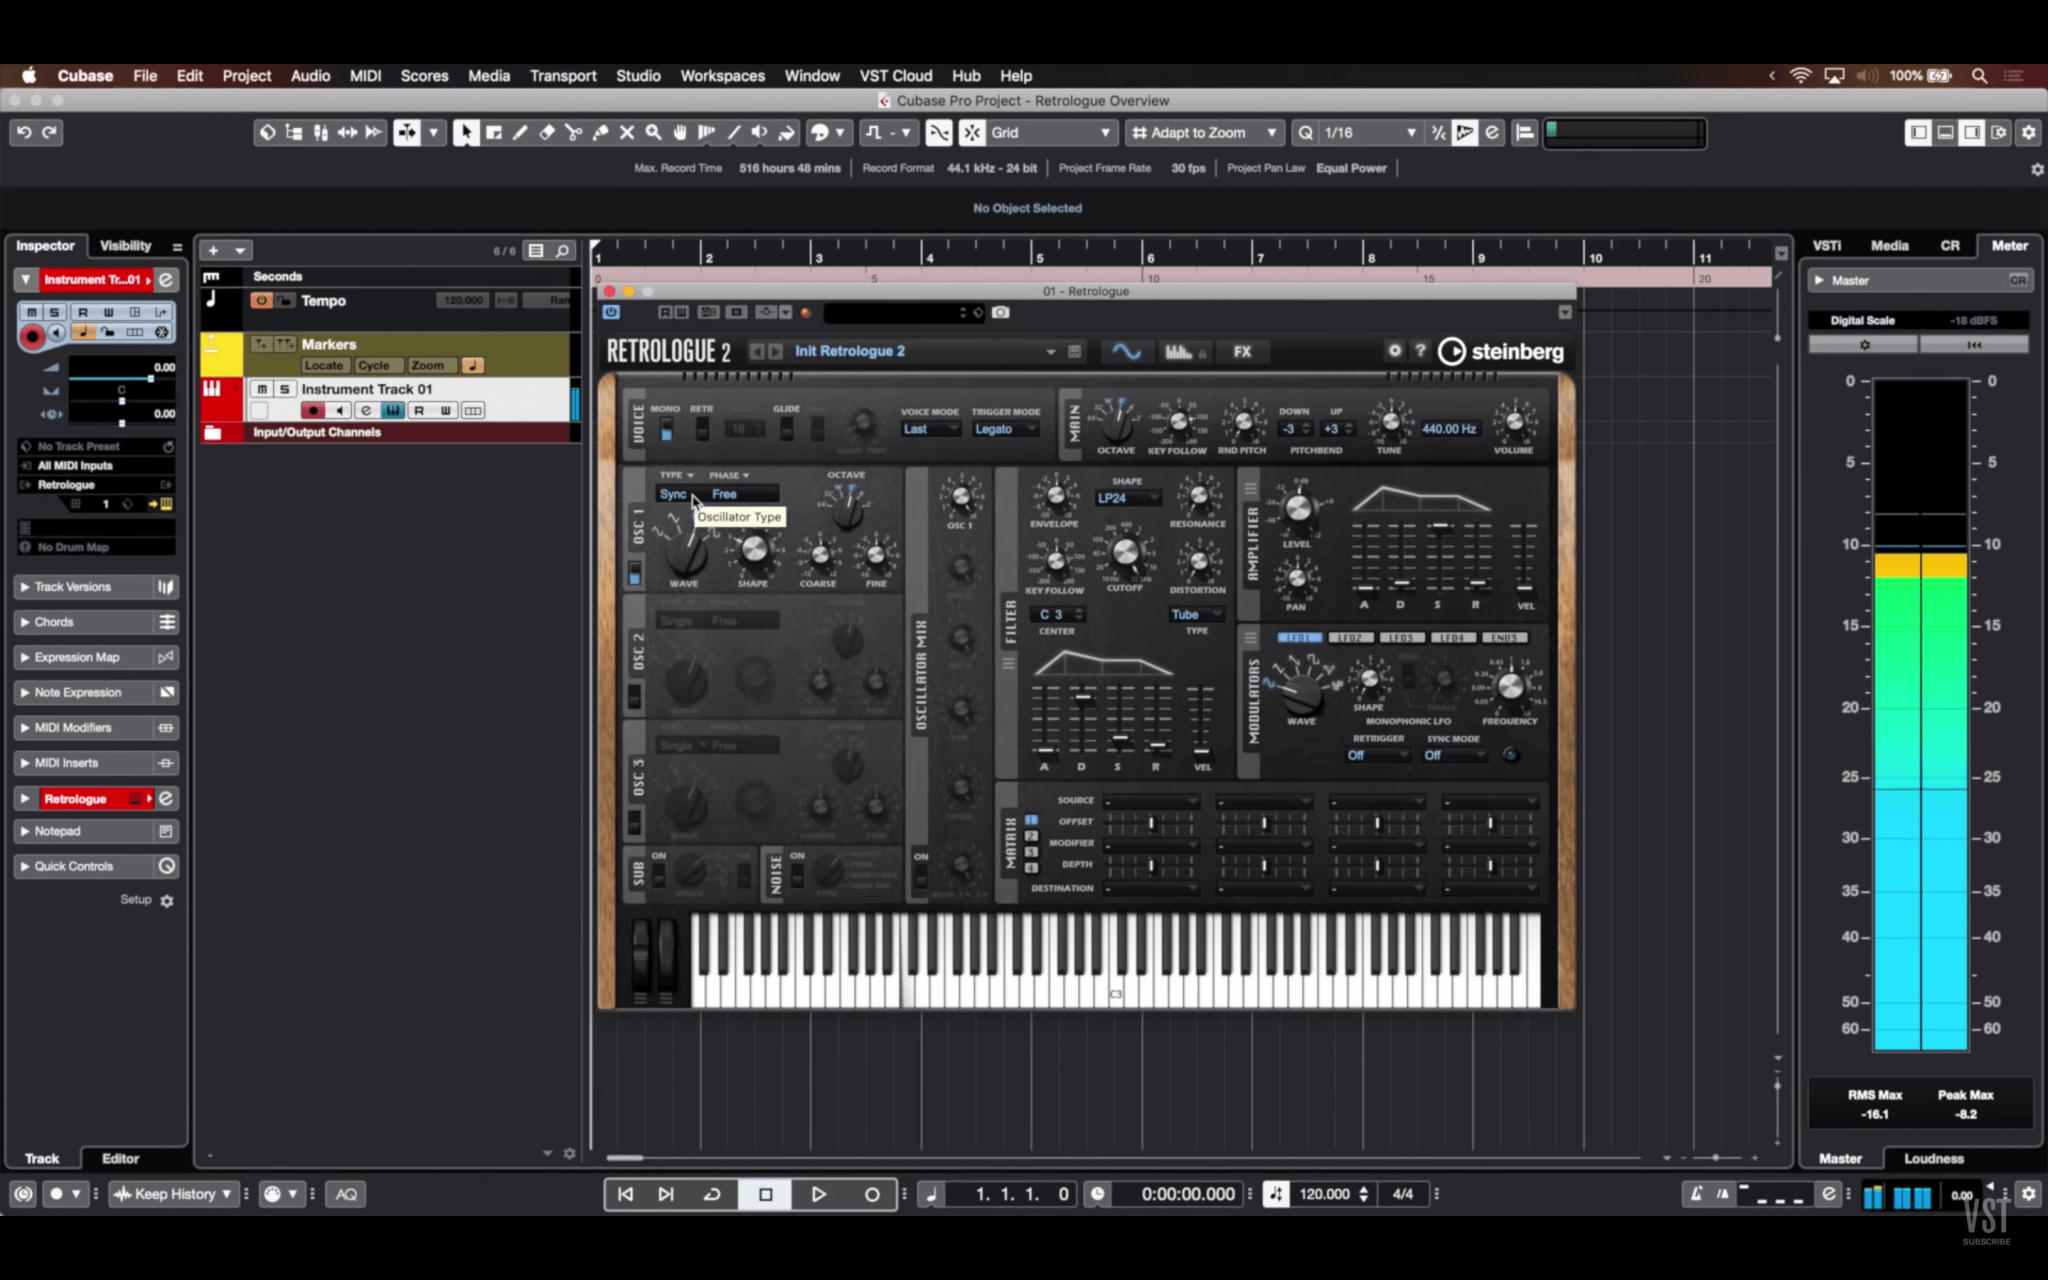 Cubase File Edit Project Audio MIDI Scores Media Transport Studio Workspaces Window VST Cloud Hub Help
100%
Cubase Pro Project - Retrologue Overview
Grid
Adapt to Zoom
Q 1/16
Max. Record Time 516 hours 48 mins Record Format 44.1 kHz - 24 bit Project Frame Rate 30 fps Project Pan Law Equal Power
No Object Selected
Inspector Visibility
6 / 6
1 2 3 4 5 6 7 8 9 10 11
VSTi Media CR Meter
Instrument Tr...01
Seconds
0 5 10 15 20
Master CR
01 - Retrologue
Tempo 120.000
M S R W
0.00
C
0.00
Markers
Locate Cycle Zoom
M S Instrument Track 01
R W
Input/Output Channels
No Track Preset
All MIDI Inputs
Retrologue
1
No Drum Map
Track Versions
Chords
Expression Map
Note Expression
MIDI Modifiers
MIDI Inserts
Retrologue
Notepad
Quick Controls
Setup
RETROLOGUE 2
Init Retrologue 2
FX
? steinberg
VOICE MONO RETR GLIDE VOICE MODE TRIGGER MODE
Last Legato
MAIN OCTAVE KEY FOLLOW RND PITCH
DOWN UP
-3 +3
PITCHBEND TUNE 440.00 Hz VOLUME
OSC 1 TYPE PHASE OCTAVE
Sync Free
Oscillator Type
WAVE SHAPE COARSE FINE
OSC 2
Single Free
OSC 3
Single Free
SUB ON
NOISE ON
OSCILLATOR MIX
OSC 1
ON
FILTER
ENVELOPE SHAPE LP24 RESONANCE
KEY FOLLOW CUTOFF DISTORTION
C 3 Tube
CENTER TYPE
A D S R VEL
AMPLIFIER
LEVEL
PAN
A D S R VEL
MODULATORS
LFO1 LFO2 LFO3 LFO4 ENV3
WAVE SHAPE FREQUENCY
MONOPHONIC LFO
RETRIGGER SYNC MODE
Off Off
MATRIX
1
2
3
4
SOURCE
OFFSET
MODIFIER
DEPTH
DESTINATION
C3
Digital Scale -18 dBFS
0 0
5 5
10 10
15 15
20 20
25 25
30 30
35 35
40 40
50 50
60 60
RMS Max Peak Max
-16.1 -8.2
Track Editor
Master Loudness
Keep History
AQ
1. 1. 1. 0
0:00:00.000
120.000
4/4
0.00
VST
SUBSCRIBE